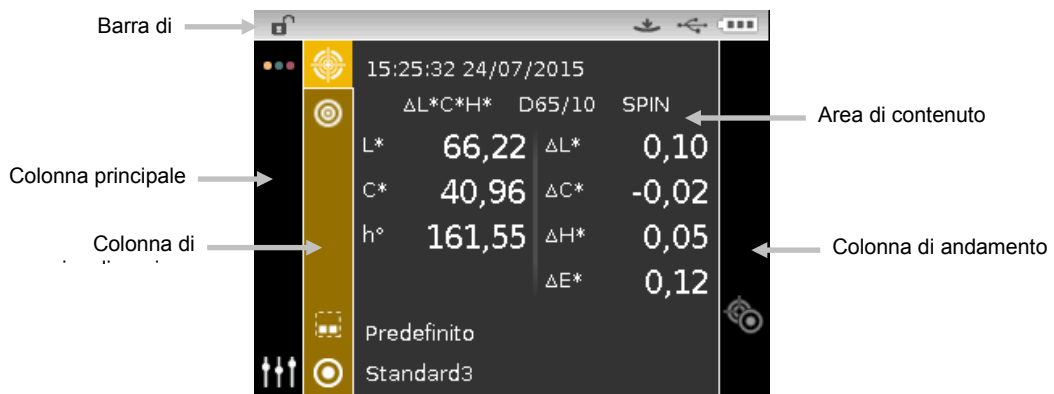 Barra di
15:25:32 24/07/2015
ΔL*C*H* D65/10 SPIN
Area di contenuto
L* 66,22 ΔL* 0,10
Colonna principale
C* 40,96 ΔC* -0,02
Colonna di
h° 161,55 ΔH* 0,05
Colonna di andamento
ΔE* 0,12
Predefinito
Standard3